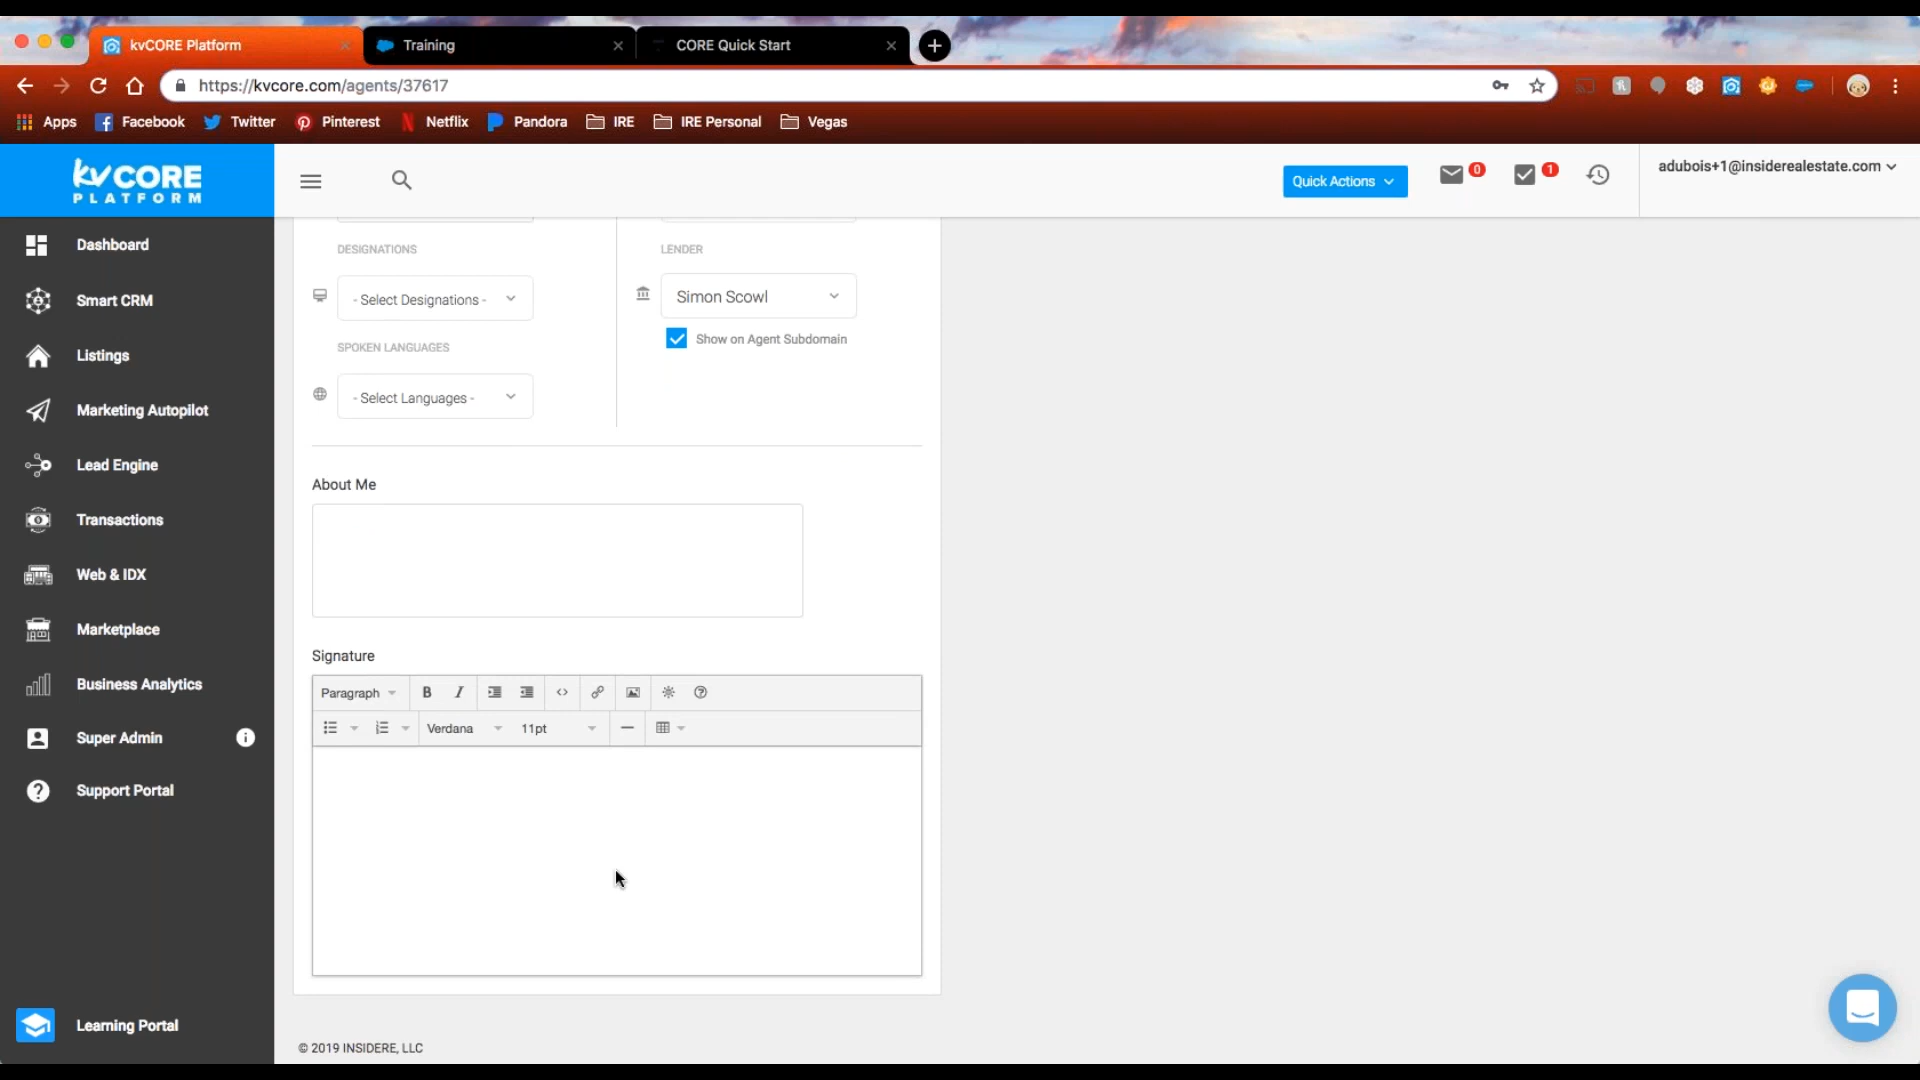 kvCORE Platform
Training
CORE Quick Start
https://kvcore.com/agents/37617
Apps
Facebook
Twitter
Pinterest
Netflix
Pandora
IRE
IRE Personal
Vegas
kvCORE
PLATFORM
Quick Actions
0
1
adubois+1@insiderealestate.com
Dashboard
Smart CRM
Listings
Marketing Autopilot
Lead Engine
Transactions
Web & IDX
Marketplace
Business Analytics
Super Admin
Support Portal
Learning Portal
DESIGNATIONS
- Select Designations -
SPOKEN LANGUAGES
- Select Languages -
LENDER
Simon Scowl
Show on Agent Subdomain
About Me
Signature
Paragraph
B I
Verdana
11pt
© 2019 INSIDERE, LLC